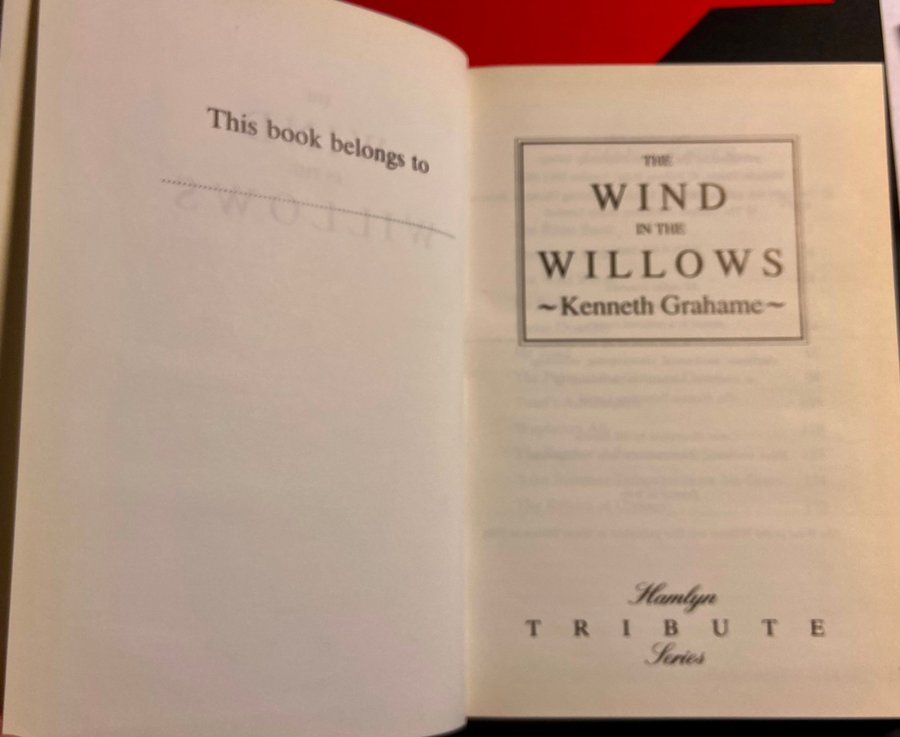 This book belongs to
THE
WIND
IN THE
WILLOWS
~Kenneth Grahame~
Hamlyn
TRIBUTE
Series